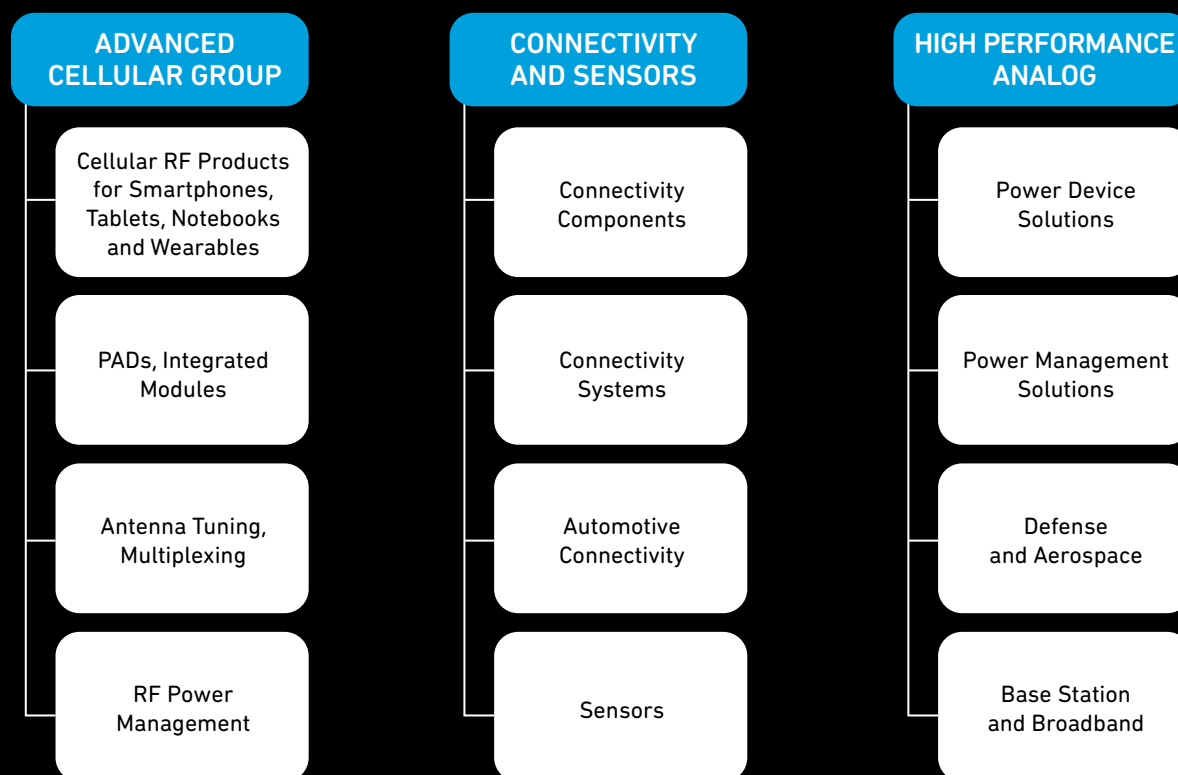 ADVANCED
CELLULAR GROUP
Cellular RF Products
for Smartphones,
Tablets, Notebooks
and Wearables
PADs, Integrated
Modules
Antenna Tuning,
Multiplexing
RF Power
Management
CONNECTIVITY
AND SENSORS
Connectivity
Components
Connectivity
Systems
Automotive
Connectivity
Sensors
HIGH PERFORMANCE
ANALOG
Power Device
Solutions
Power Management
Solutions
Defense
and Aerospace
Base Station
and Broadband